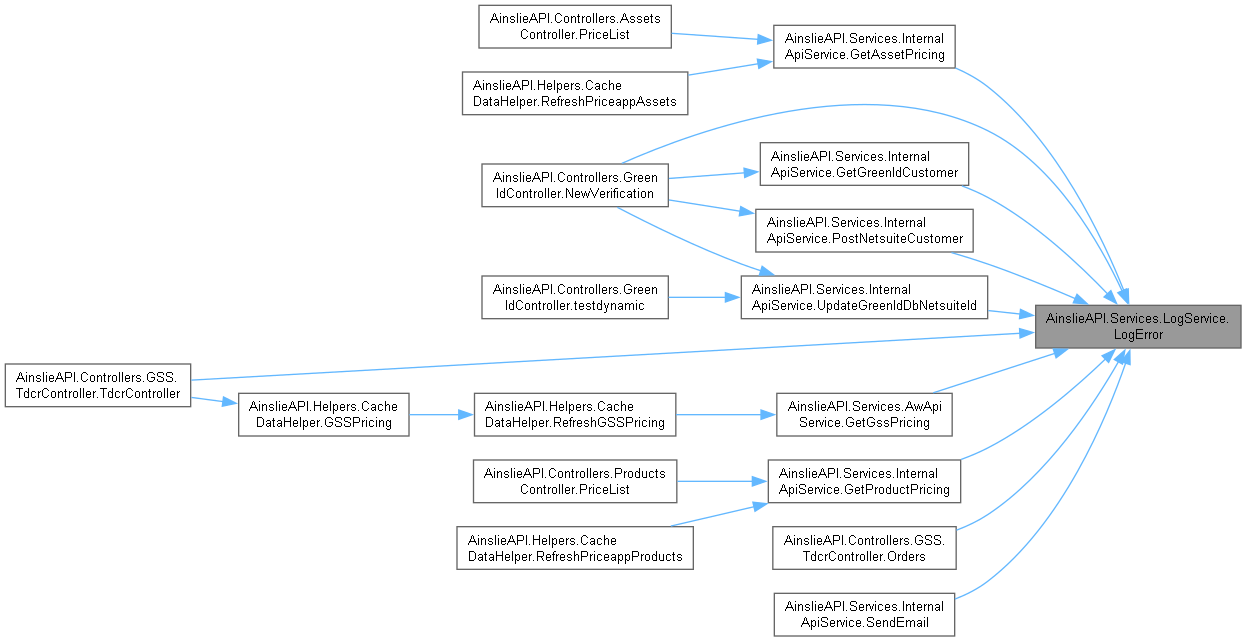 AinslieAPI.Controllers.Assets
Controller.PriceList
AinslieAPI.Services.Internal
ApiService.GetAssetPricing
AinslieAPI.Helpers.Cache
DataHelper.RefreshPriceappAssets
AinslieAPI.Controllers.Green
IdController.NewVerification
AinslieAPI.Services.Internal
ApiService.GetGreenIdCustomer
AinslieAPI.Services.Internal
ApiService.PostNetsuiteCustomer
AinslieAPI.Controllers.Green
IdController.testdynamic
AinslieAPI.Services.Internal
ApiService.UpdateGreenIdDbNetsuiteId
AinslieAPI.Services.LogService.
LogError
AinslieAPI.Controllers.GSS.
TdcrController.TdcrController
AinslieAPI.Helpers.Cache
DataHelper.GSSPricing
AinslieAPI.Helpers.Cache
DataHelper.RefreshGSSPricing
AinslieAPI.Services.AwApi
Service.GetGssPricing
AinslieAPI.Controllers.Products
Controller.PriceList
AinslieAPI.Services.Internal
ApiService.GetProductPricing
AinslieAPI.Helpers.Cache
DataHelper.RefreshPriceappProducts
AinslieAPI.Controllers.GSS.
TdcrController.Orders
AinslieAPI.Services.Internal
ApiService.SendEmail